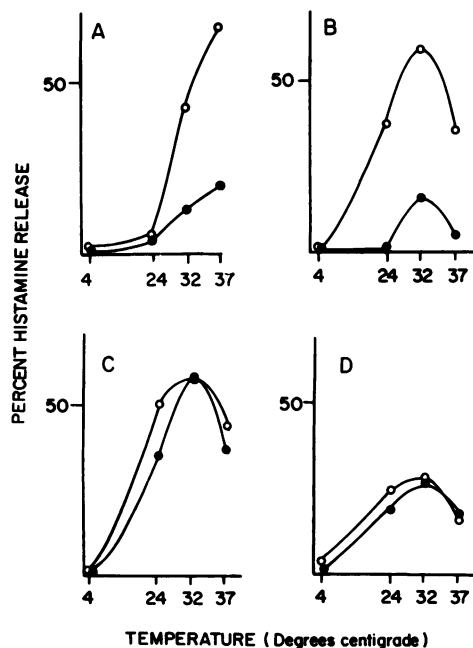 A
50
4 24 32 37
B
50
4 24 32 37
PERCENT HISTAMINE RELEASE
C
50
4 24 32 37
D
50
4 24 32 37
TEMPERATURE (Degrees centigrade)